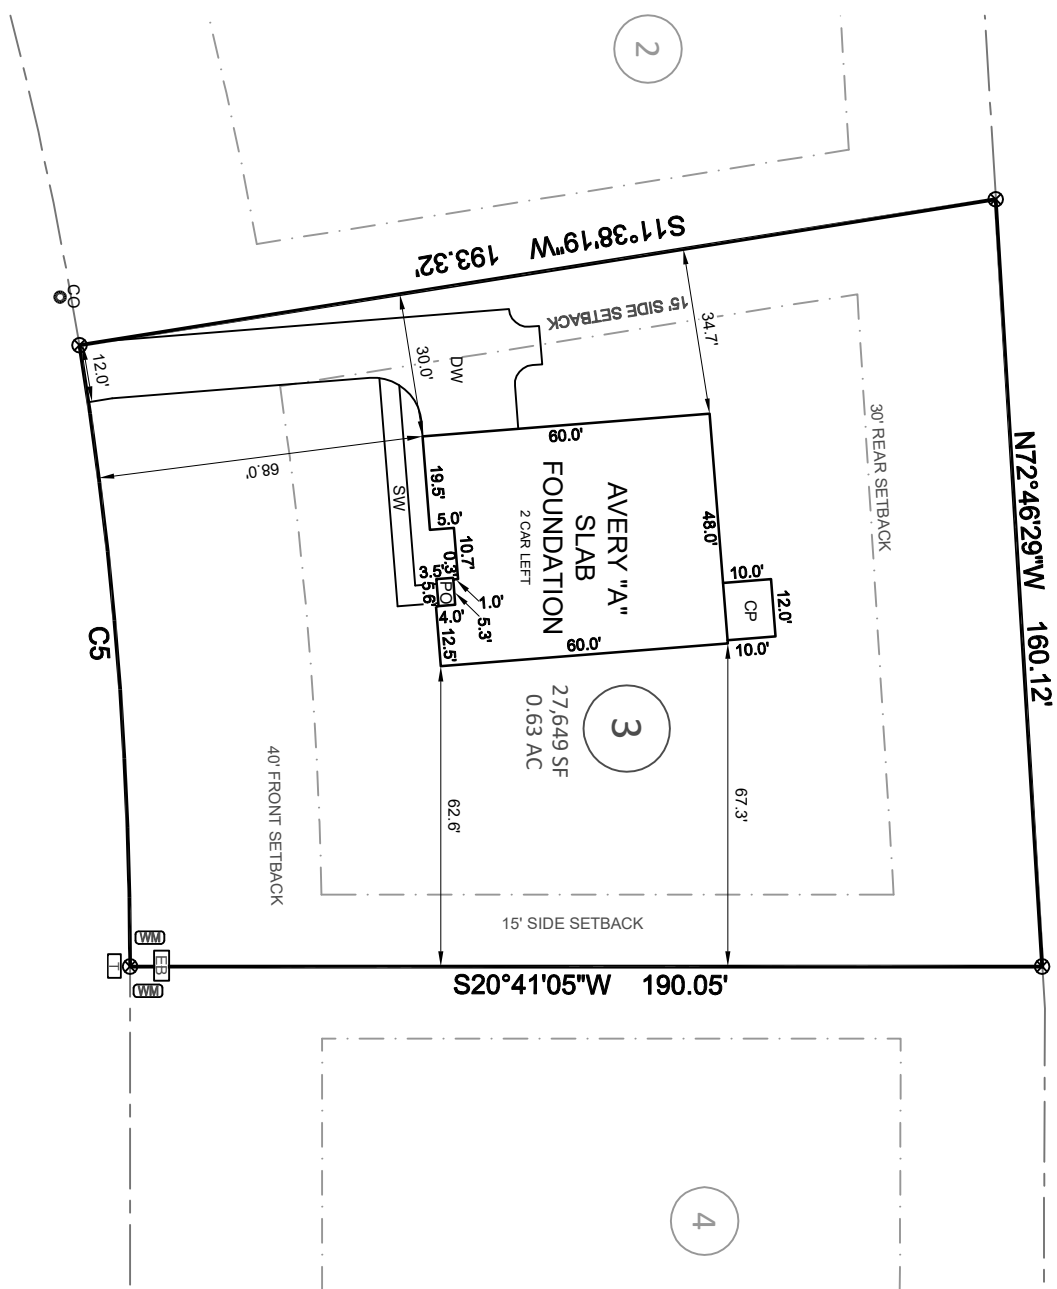 2
S11°38'19"W 193.32'
CO
15' SIDE SETBACK
34.7'
30.0'
DW
12.0'
30' REAR SETBACK
N72°46'29"W 160.12'
68.0'
60.0'
19.5'
SW
5.0'
10.7'
0.3'
3.5'
5.6'
PO
1.0'
5.3'
4.0'
12.5'
AVERY "A"
SLAB
FOUNDATION
2 CAR LEFT
48.0'
10.0'
CP
12.0'
10.0'
60.0'
C5
3
27,649 SF
0.63 AC
40' FRONT SETBACK
62.6'
67.3'
15' SIDE SETBACK
WM
EB
T
WM
S20°41'05"W 190.05'
4